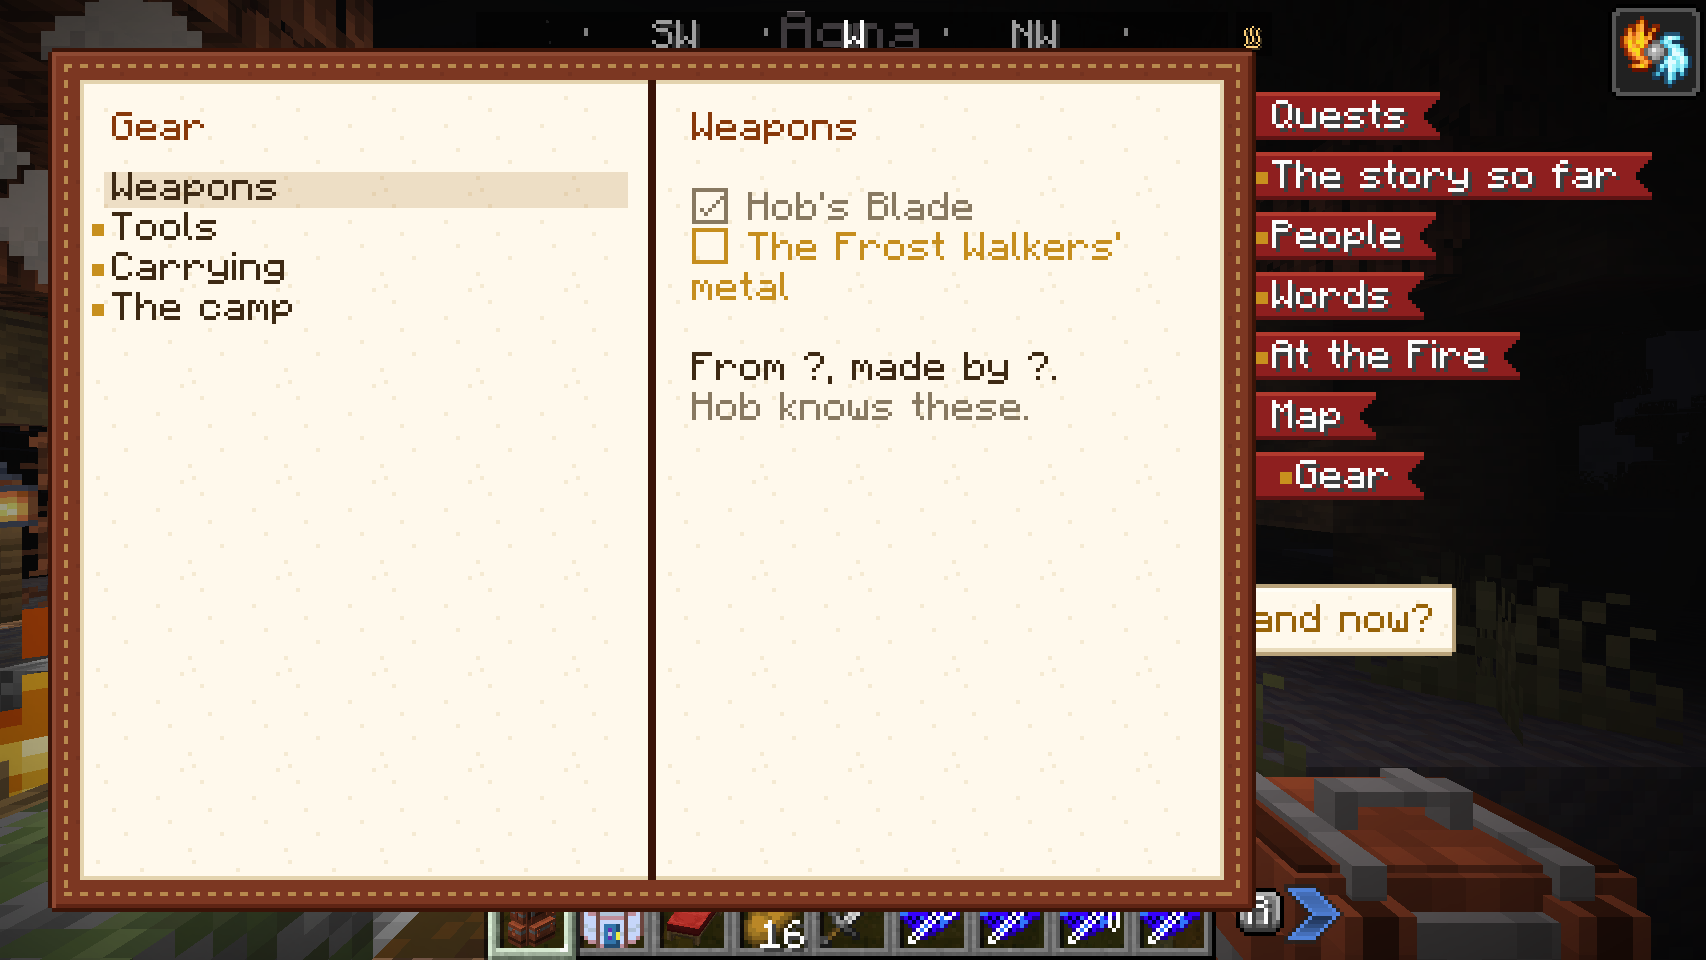 SW W NW
Agna
Gear
Weapons
Tools
Carrying
The camp
Weapons
Hob's Blade
The Frost Walkers'
metal
From ?, made by ?.
Hob knows these.
Quests
The story so far
People
Words
At the Fire
Map
Gear
and now?
16